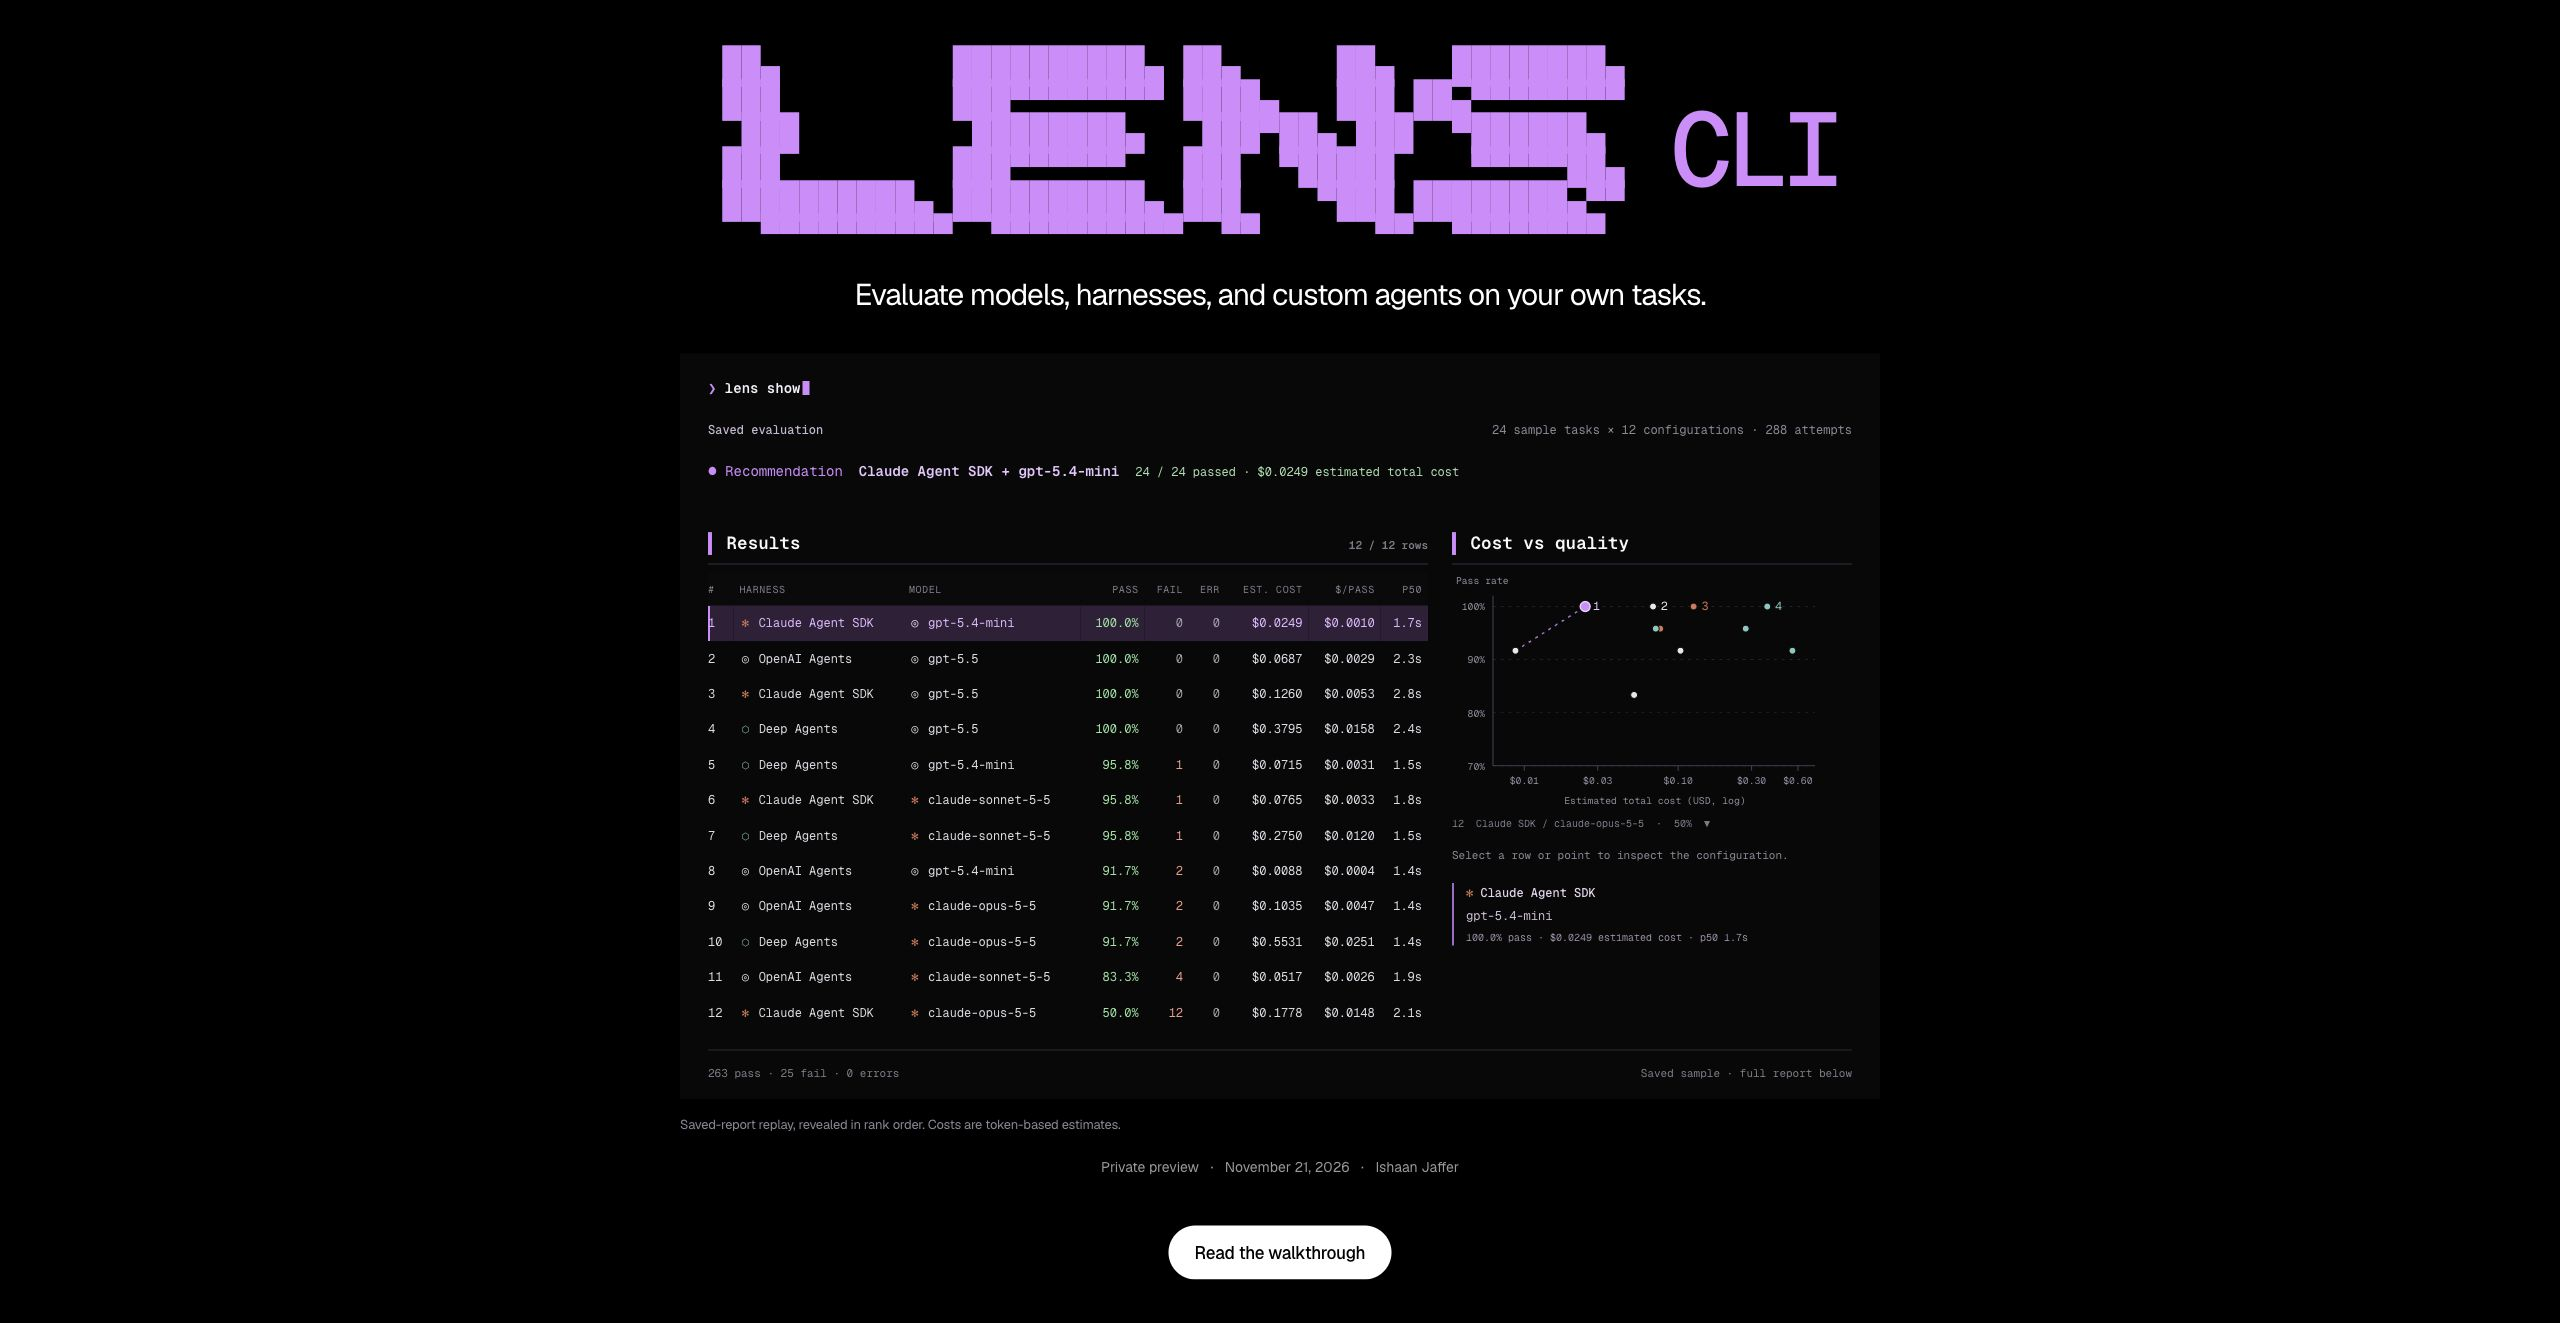 LENS CLI
Evaluate models, harnesses, and custom agents on your own tasks.
❯ lens show
Saved evaluation 24 sample tasks × 12 configurations · 288 attempts
● Recommendation Claude Agent SDK + gpt-5.4-mini 24 / 24 passed · $0.0249 estimated total cost
Results 12 / 12 rows
# HARNESS MODEL PASS FAIL ERR EST. COST $/PASS P50
1 Claude Agent SDK gpt-5.4-mini 100.0% 0 0 $0.0249 $0.0010 1.7s
2 OpenAI Agents gpt-5.5 100.0% 0 0 $0.0687 $0.0029 2.3s
3 Claude Agent SDK gpt-5.5 100.0% 0 0 $0.1260 $0.0053 2.8s
4 Deep Agents gpt-5.5 100.0% 0 0 $0.3795 $0.0158 2.4s
5 Deep Agents gpt-5.4-mini 95.8% 1 0 $0.0715 $0.0031 1.5s
6 Claude Agent SDK claude-sonnet-5-5 95.8% 1 0 $0.0765 $0.0033 1.8s
7 Deep Agents claude-sonnet-5-5 95.8% 1 0 $0.2750 $0.0120 1.5s
8 OpenAI Agents gpt-5.4-mini 91.7% 2 0 $0.0088 $0.0004 1.4s
9 OpenAI Agents claude-opus-5-5 91.7% 2 0 $0.1035 $0.0047 1.4s
10 Deep Agents claude-opus-5-5 91.7% 2 0 $0.5531 $0.0251 1.4s
11 OpenAI Agents claude-sonnet-5-5 83.3% 4 0 $0.0517 $0.0026 1.9s
12 Claude Agent SDK claude-opus-5-5 50.0% 12 0 $0.1778 $0.0148 2.1s
Cost vs quality
Pass rate
100% 1 2 3 4
90%
80%
70%
$0.01 $0.03 $0.10 $0.30 $0.60
Estimated total cost (USD, log)
12 Claude SDK / claude-opus-5-5 · 50% ▼
Select a row or point to inspect the configuration.
Claude Agent SDK
gpt-5.4-mini
100.0% pass · $0.0249 estimated cost · p50 1.7s
263 pass · 25 fail · 0 errors Saved sample · full report below
Saved-report replay, revealed in rank order. Costs are token-based estimates.
Private preview · November 21, 2026 · Ishaan Jaffer
Read the walkthrough